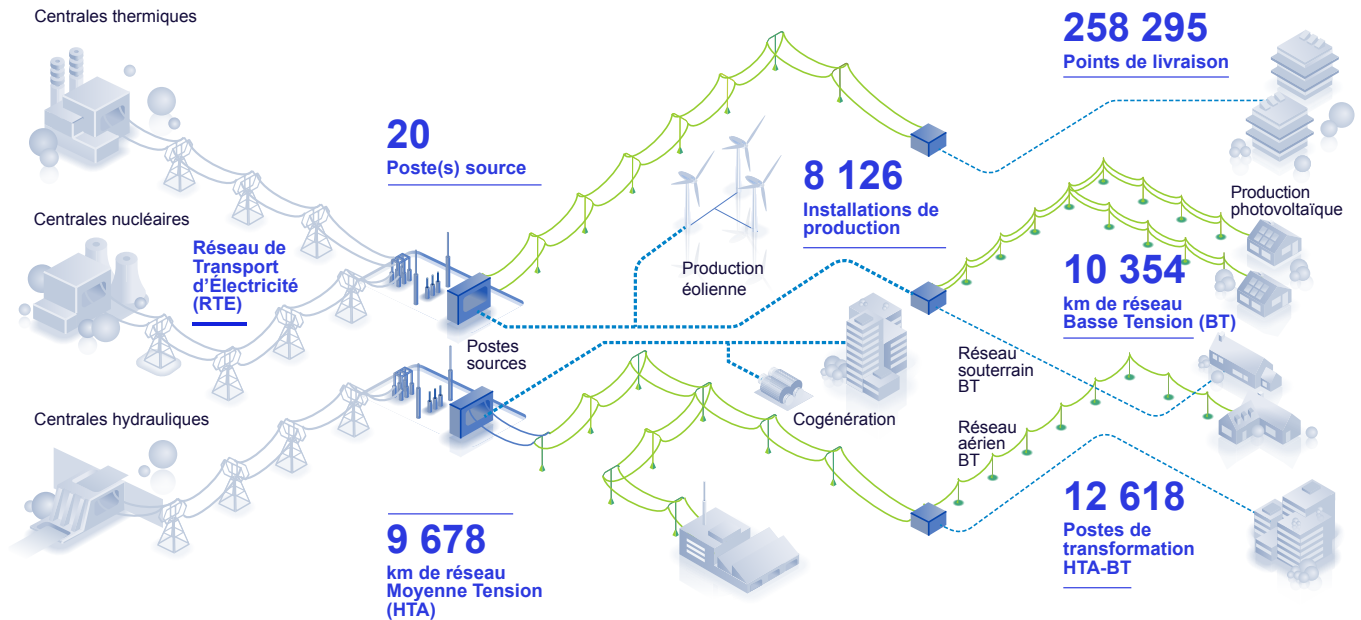 Centrales thermiques
258 295
Points de livraison
20
Poste(s) source
8 126
Installations de
production
Production
photovoltaïque
Centrales nucléaires
Réseau de
Transport
d’Électricité
(RTE)
Production
éolienne
10 354
km de réseau
Basse Tension (BT)
Postes
sources
Réseau
souterrain
BT
Centrales hydrauliques
Cogénération
Réseau
aérien
BT
9 678
km de réseau
Moyenne Tension
(HTA)
12 618
Postes de
transformation
HTA-BT